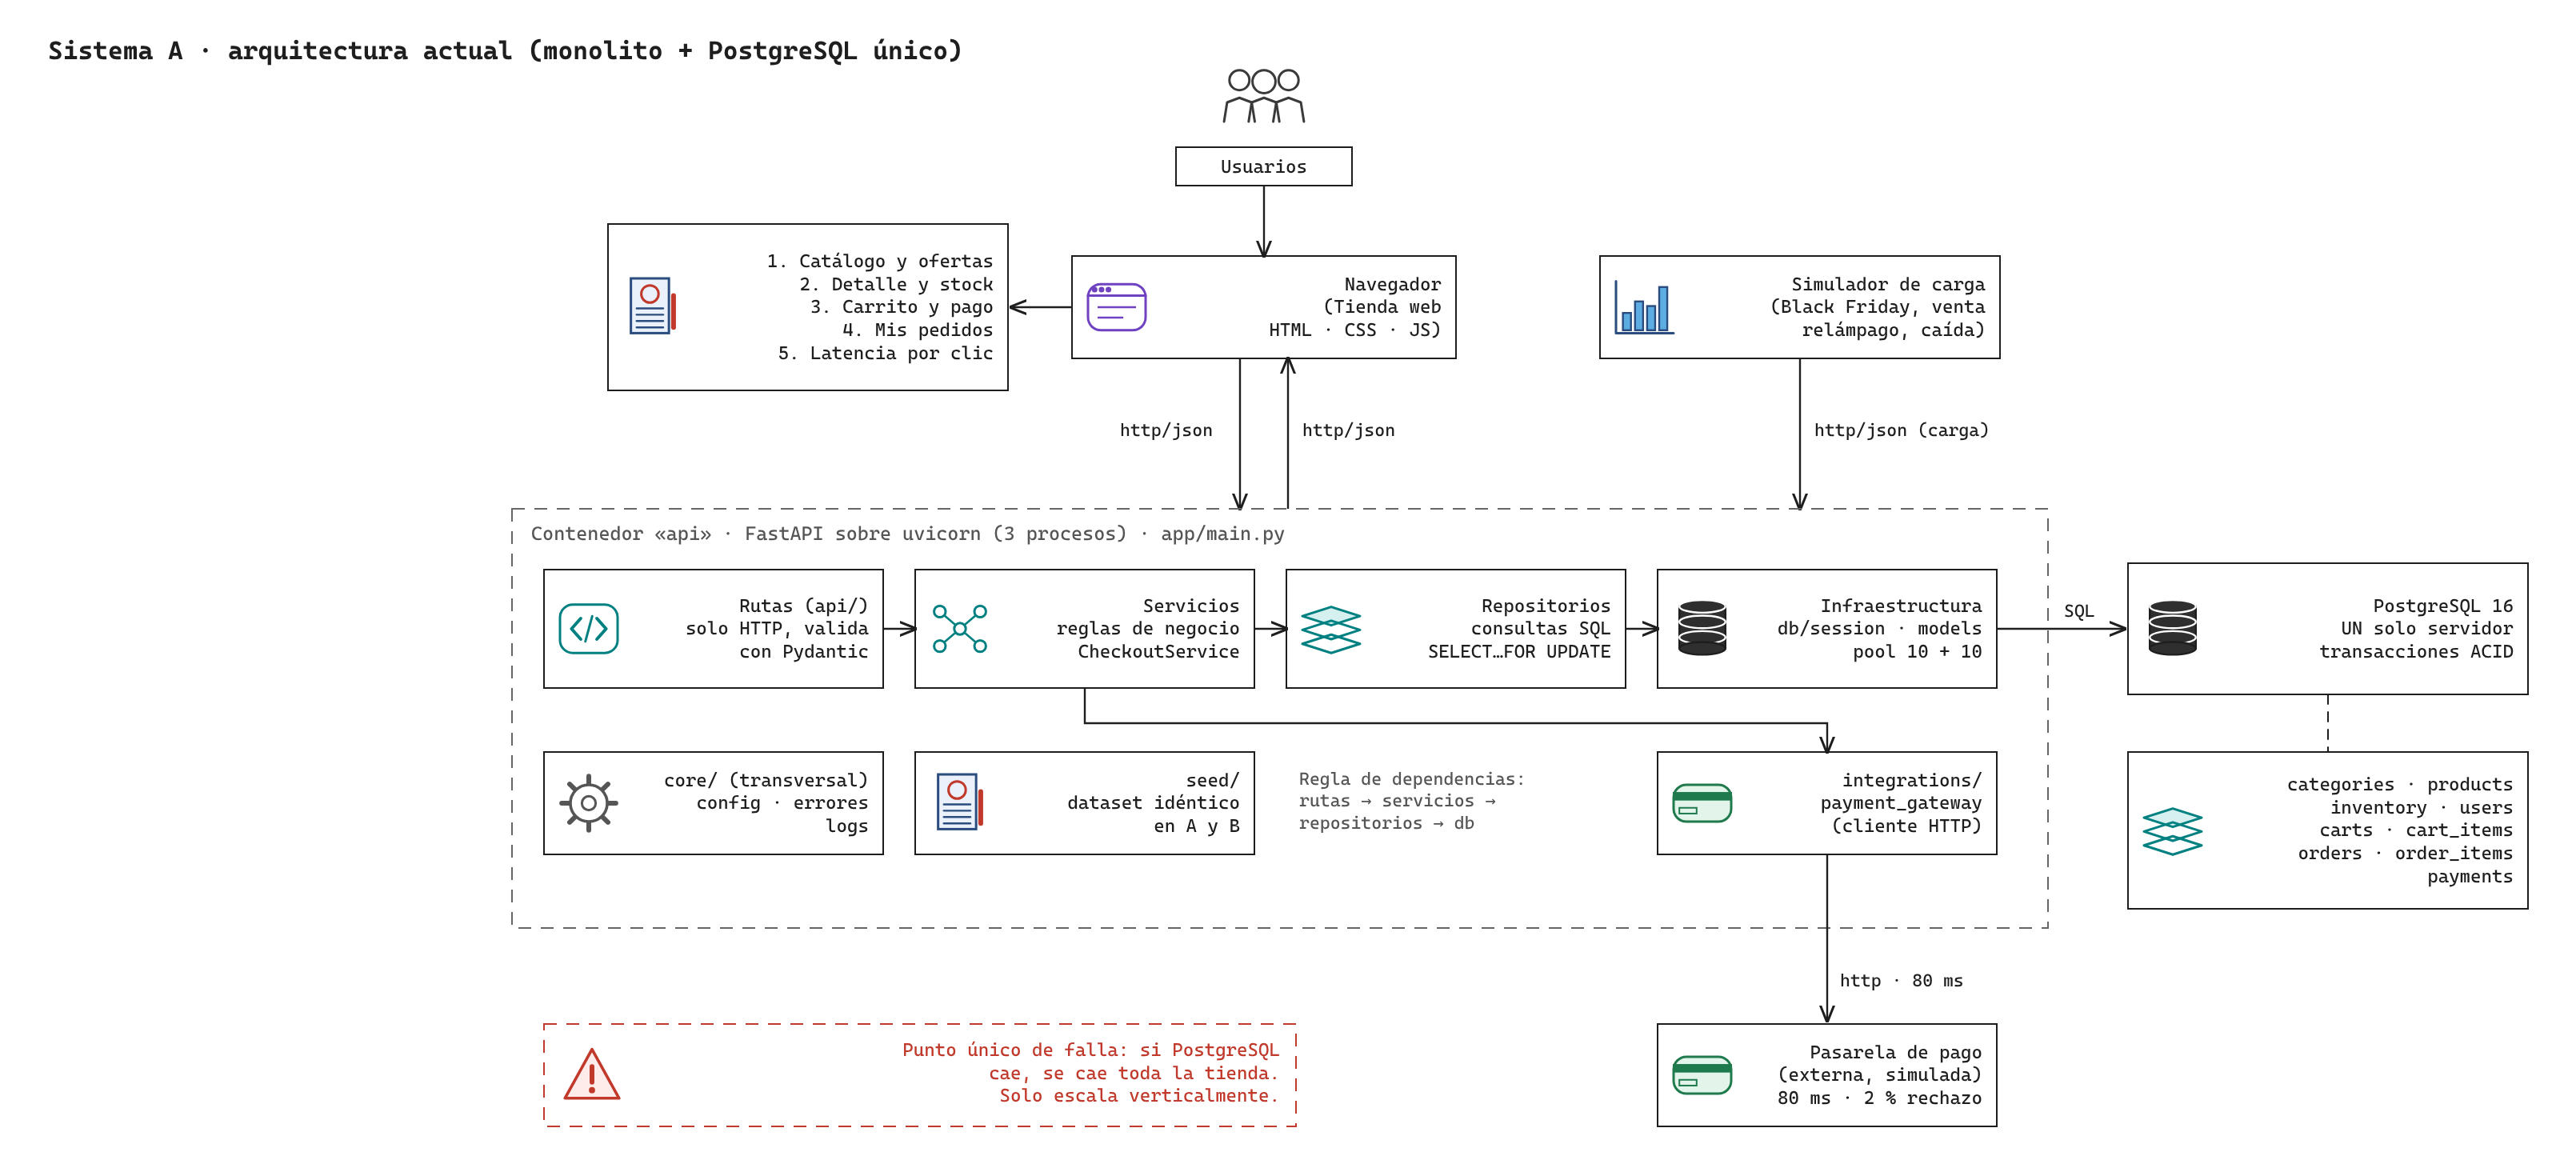 Sistema A · arquitectura actual (monolito + PostgreSQL único)
Usuarios
1. Catálogo y ofertas
2. Detalle y stock
3. Carrito y pago
4. Mis pedidos
5. Latencia por clic
Navegador
(Tienda web
HTML · CSS · JS)
Simulador de carga
(Black Friday, venta
relámpago, caída)
http/json
http/json
http/json (carga)
Contenedor «api» · FastAPI sobre uvicorn (3 procesos) · app/main.py
Rutas (api/)
solo HTTP, valida
con Pydantic
Servicios
reglas de negocio
CheckoutService
Repositorios
consultas SQL
SELECT…FOR UPDATE
Infraestructura
db/session · models
pool 10 + 10
SQL
PostgreSQL 16
UN solo servidor
transacciones ACID
core/ (transversal)
config · errores
logs
seed/
dataset idéntico
en A y B
Regla de dependencias:
rutas → servicios →
repositorios → db
integrations/
payment_gateway
(cliente HTTP)
categories · products
inventory · users
carts · cart_items
orders · order_items
payments
http · 80 ms
Punto único de falla: si PostgreSQL
cae, se cae toda la tienda.
Solo escala verticalmente.
Pasarela de pago
(externa, simulada)
80 ms · 2 % rechazo